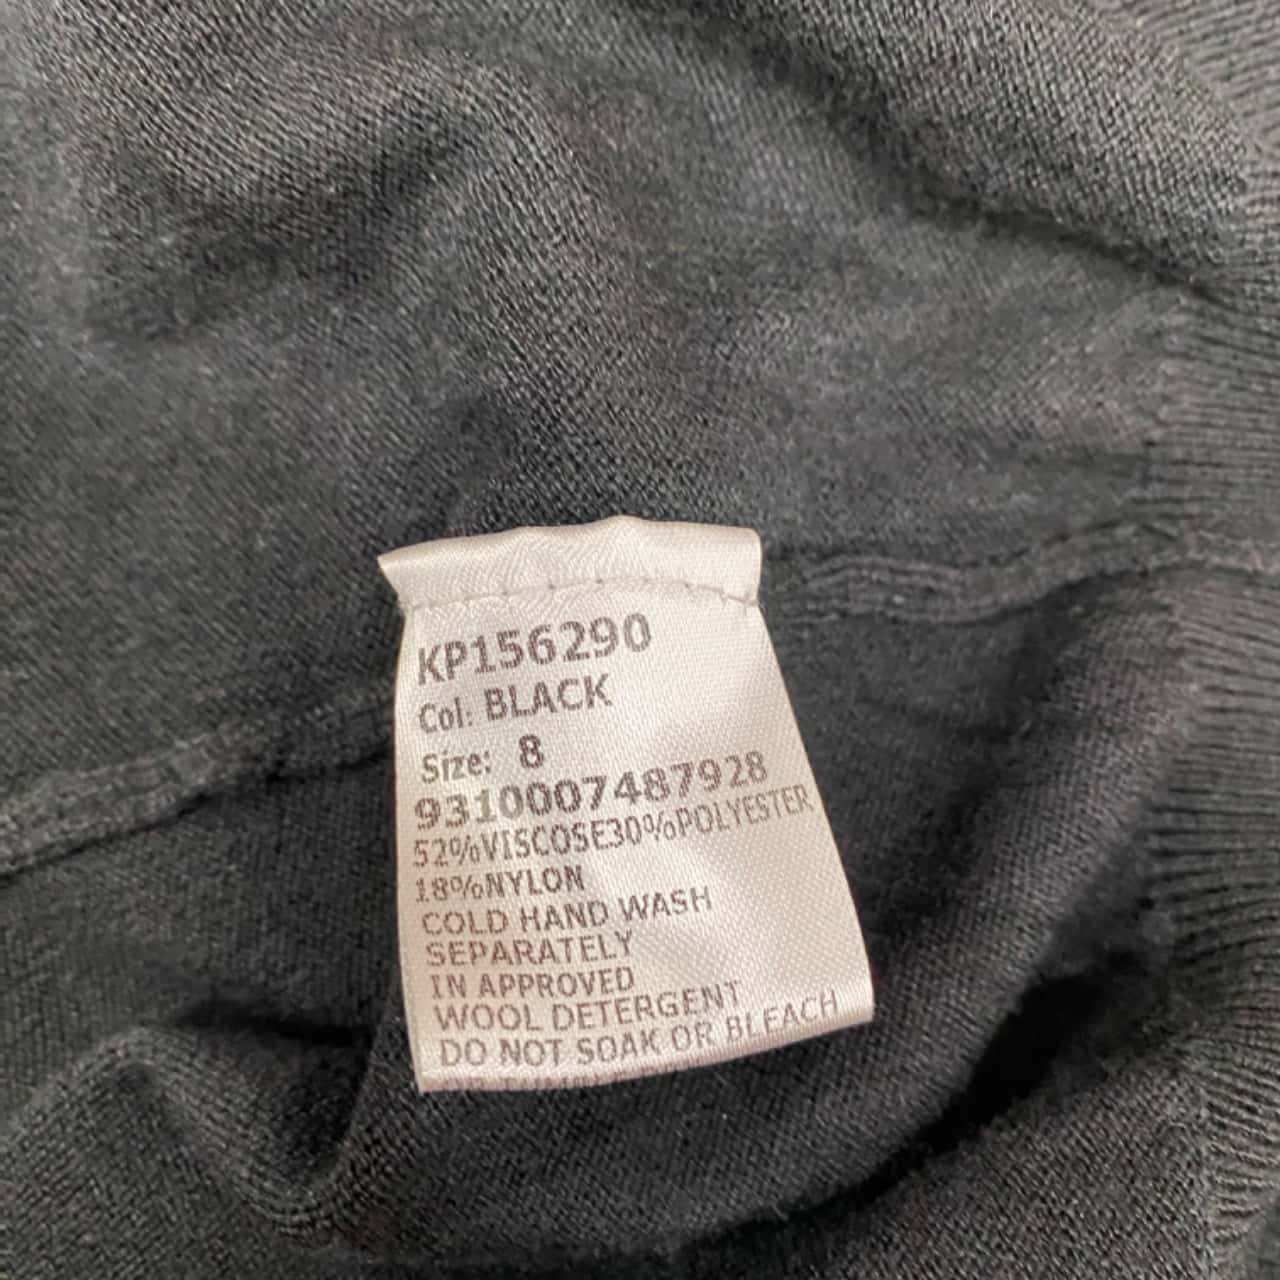 KP156290
Col: BLACK
Size: 8
9310007487928
52%VISCOSE30%POLYESTER
18%NYLON
COLD HAND WASH
SEPARATELY
IN APPROVED
WOOL DETERGENT
DO NOT SOAK OR BLEACH